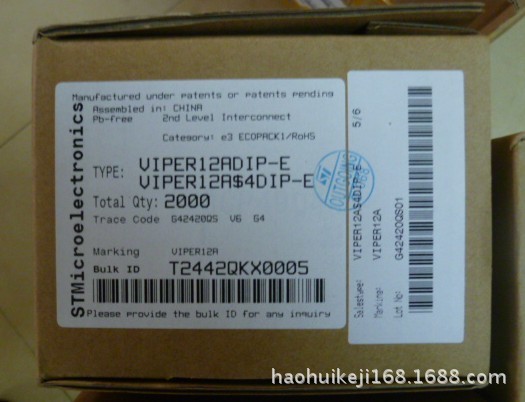 STMicroelectronics
Manufactured under patents or patents pending
Assembled in: CHINA
Pb-free 2nd Level Interconnect
Category: e3 ECOPACK1/RoHS
TYPE: VIPER12ADIP-E
VIPER12A$4DIP-E
Total Qty: 2000
Trace Code G42420QS V6 G4
Marking VIPER12A
Bulk ID T2442QKX0005
Please provide the bulk ID for any inquiry
OUTGOING
5/6
Salestype: VIPER12A$4DIP-E
Marking: VIPER12A
Lot No: G42420QS01
haohuikeji168.1688.com